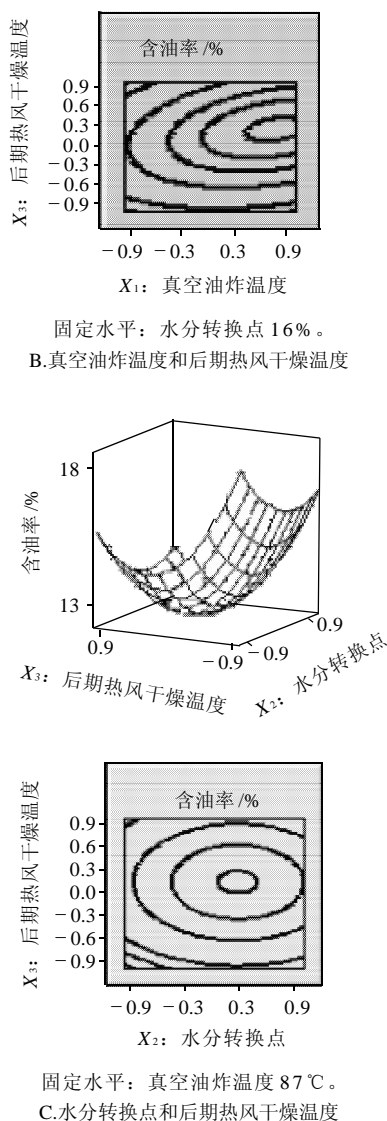 含油率/%
X₃：后期热风干燥温度
0.9
0.6
0.3
0.0
－0.3
－0.6
－0.9
－0.9 －0.3 0.3 0.9
X₁：真空油炸温度
固定水平：水分转换点16%。
B.真空油炸温度和后期热风干燥温度
18
含油率/%
13
0.9
－0.9
－0.9
0.9
X₃：后期热风干燥温度
X₂：水分转换点
含油率/%
X₃：后期热风干燥温度
0.9
0.6
0.3
0.0
－0.3
－0.6
－0.9
－0.9 －0.3 0.3 0.9
X₂：水分转换点
固定水平：真空油炸温度87℃。
C.水分转换点和后期热风干燥温度